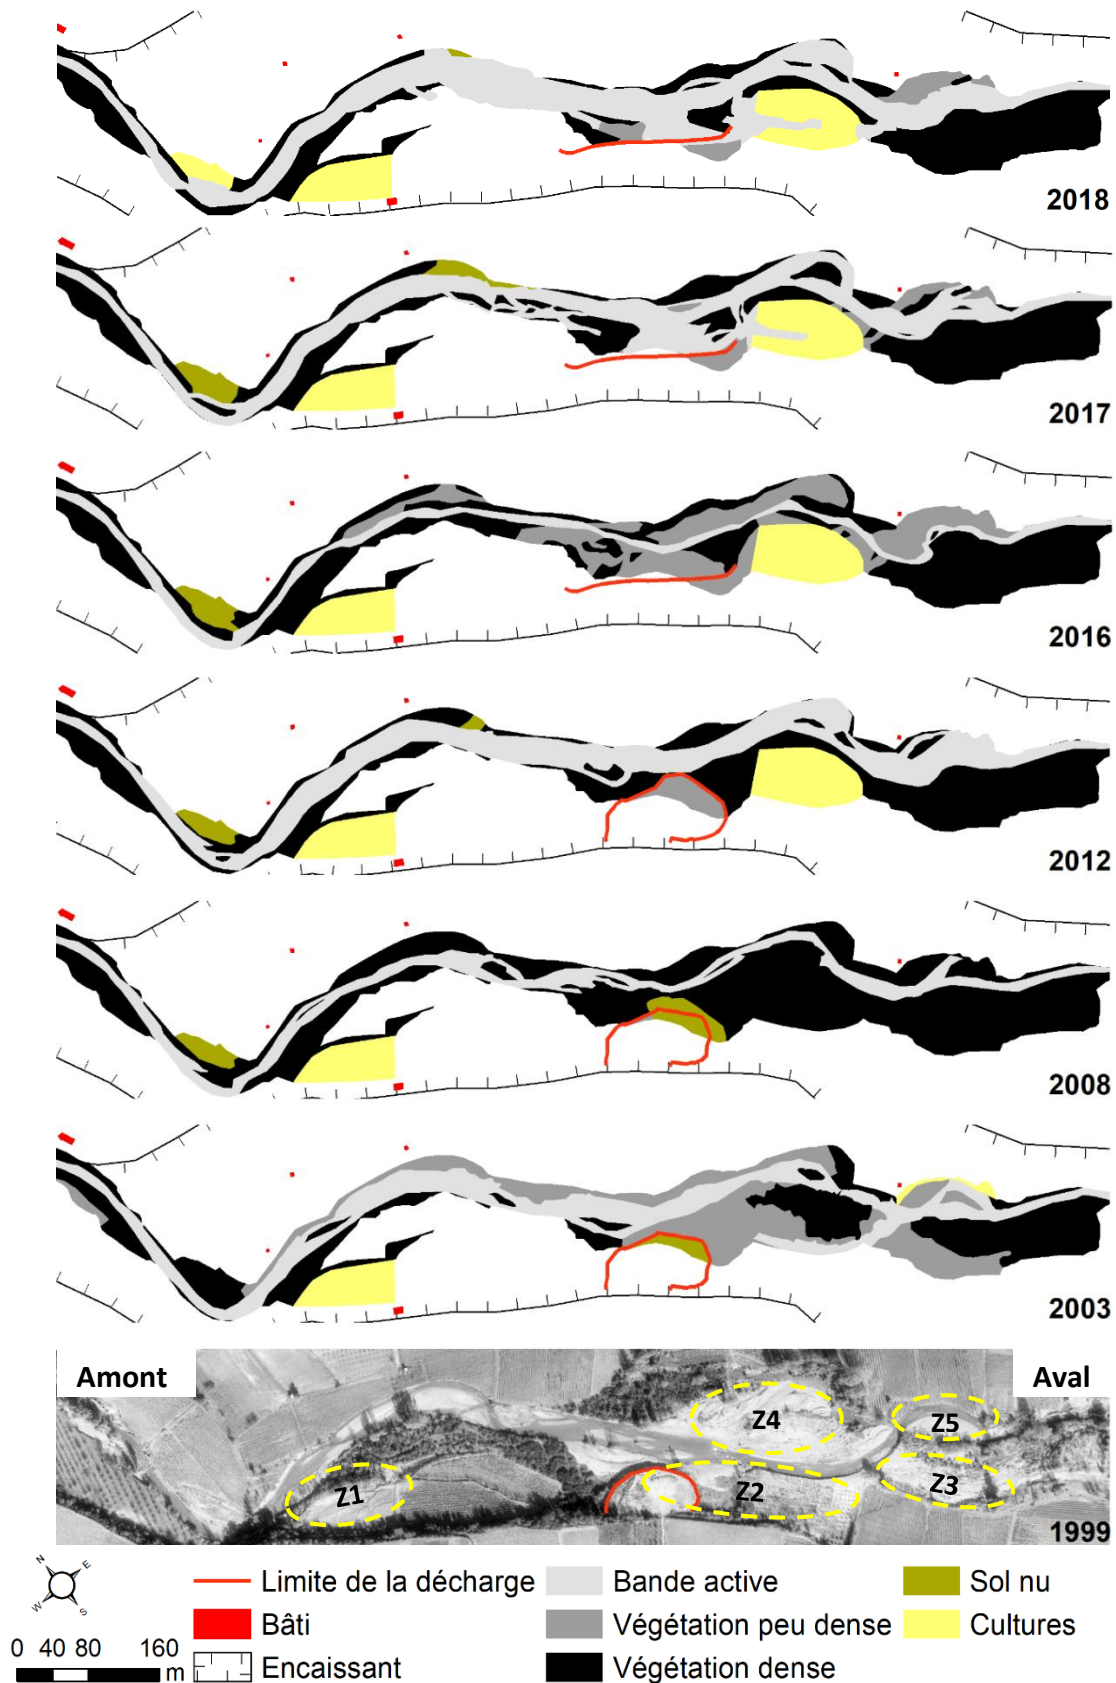 2018
2017
2016
2012
2008
2003
Amont
Aval
Z4
Z5
Z1
Z2
Z3
1999
N
E
W
S
0 40 80 160
m
Limite de la décharge
Bâti
Encaissant
Bande active
Végétation peu dense
Végétation dense
Sol nu
Cultures